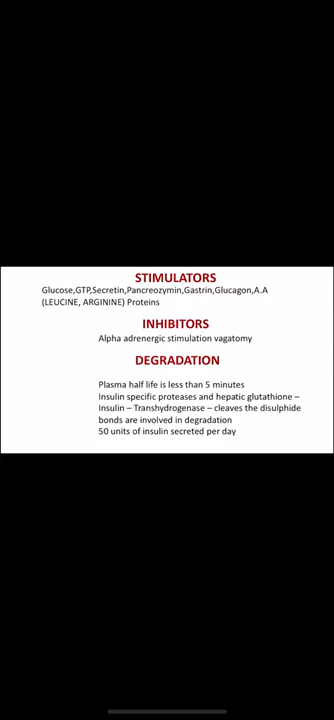 STIMULATORS
Glucose,GTP,Secretin,Pancreozymin,Gastrin,Glucagon,A.A
(LEUCINE, ARGININE) Proteins
INHIBITORS
Alpha adrenergic stimulation vagatomy
DEGRADATION
Plasma half life is less than 5 minutes
Insulin specific proteases and hepatic glutathione –
Insulin – Transhydrogenase – cleaves the disulphide
bonds are involved in degradation
50 units of insulin secreted per day